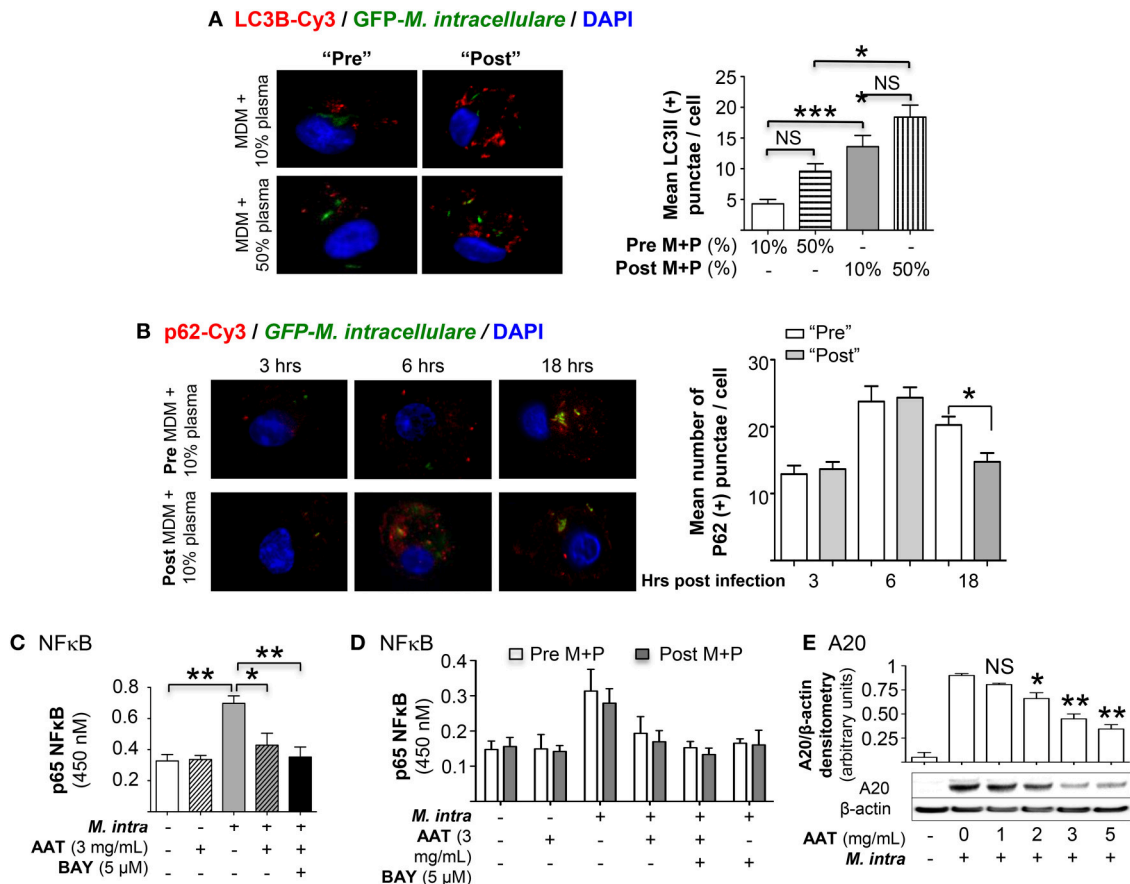 A LC3B-Cy3 / GFP-M. intracellulare / DAPI
“Pre” “Post”
MDM +
10% plasma
MDM +
50% plasma
Mean LC3II (+)
punctae / cell
25
20
15
10
5
NS
***
*
NS
*
Pre M+P (%) 10% 50% - -
Post M+P (%) - - 10% 50%
B p62-Cy3 / GFP-M. intracellulare / DAPI
3 hrs 6 hrs 18 hrs
Pre MDM +
10% plasma
Post MDM +
10% plasma
“Pre”
“Post”
Mean number of
P62 (+) punctae / cell
30
20
10
*
Hrs post infection 3 6 18
C NFκB
p65 NFκB
(450 nM)
0.8
0.6
0.4
0.2
** * **
M. intra - - + + +
AAT (3 mg/mL) - + - + +
BAY (5 µM) - - - - +
D NFκB
Pre M+P Post M+P
p65 NFκB
(450 nM)
0.4
0.3
0.2
0.1
M. intra - - + + + +
AAT (3 - + - + + -
mg/mL) - - - - + +
BAY (5 µM)
E A20
A20/β-actin
densitometry
(arbitrary units)
1
0.75
0.5
0.25
NS * ** **
A20
β-actin
AAT (mg/mL) - 0 1 2 3 5
M. intra - + + + + +